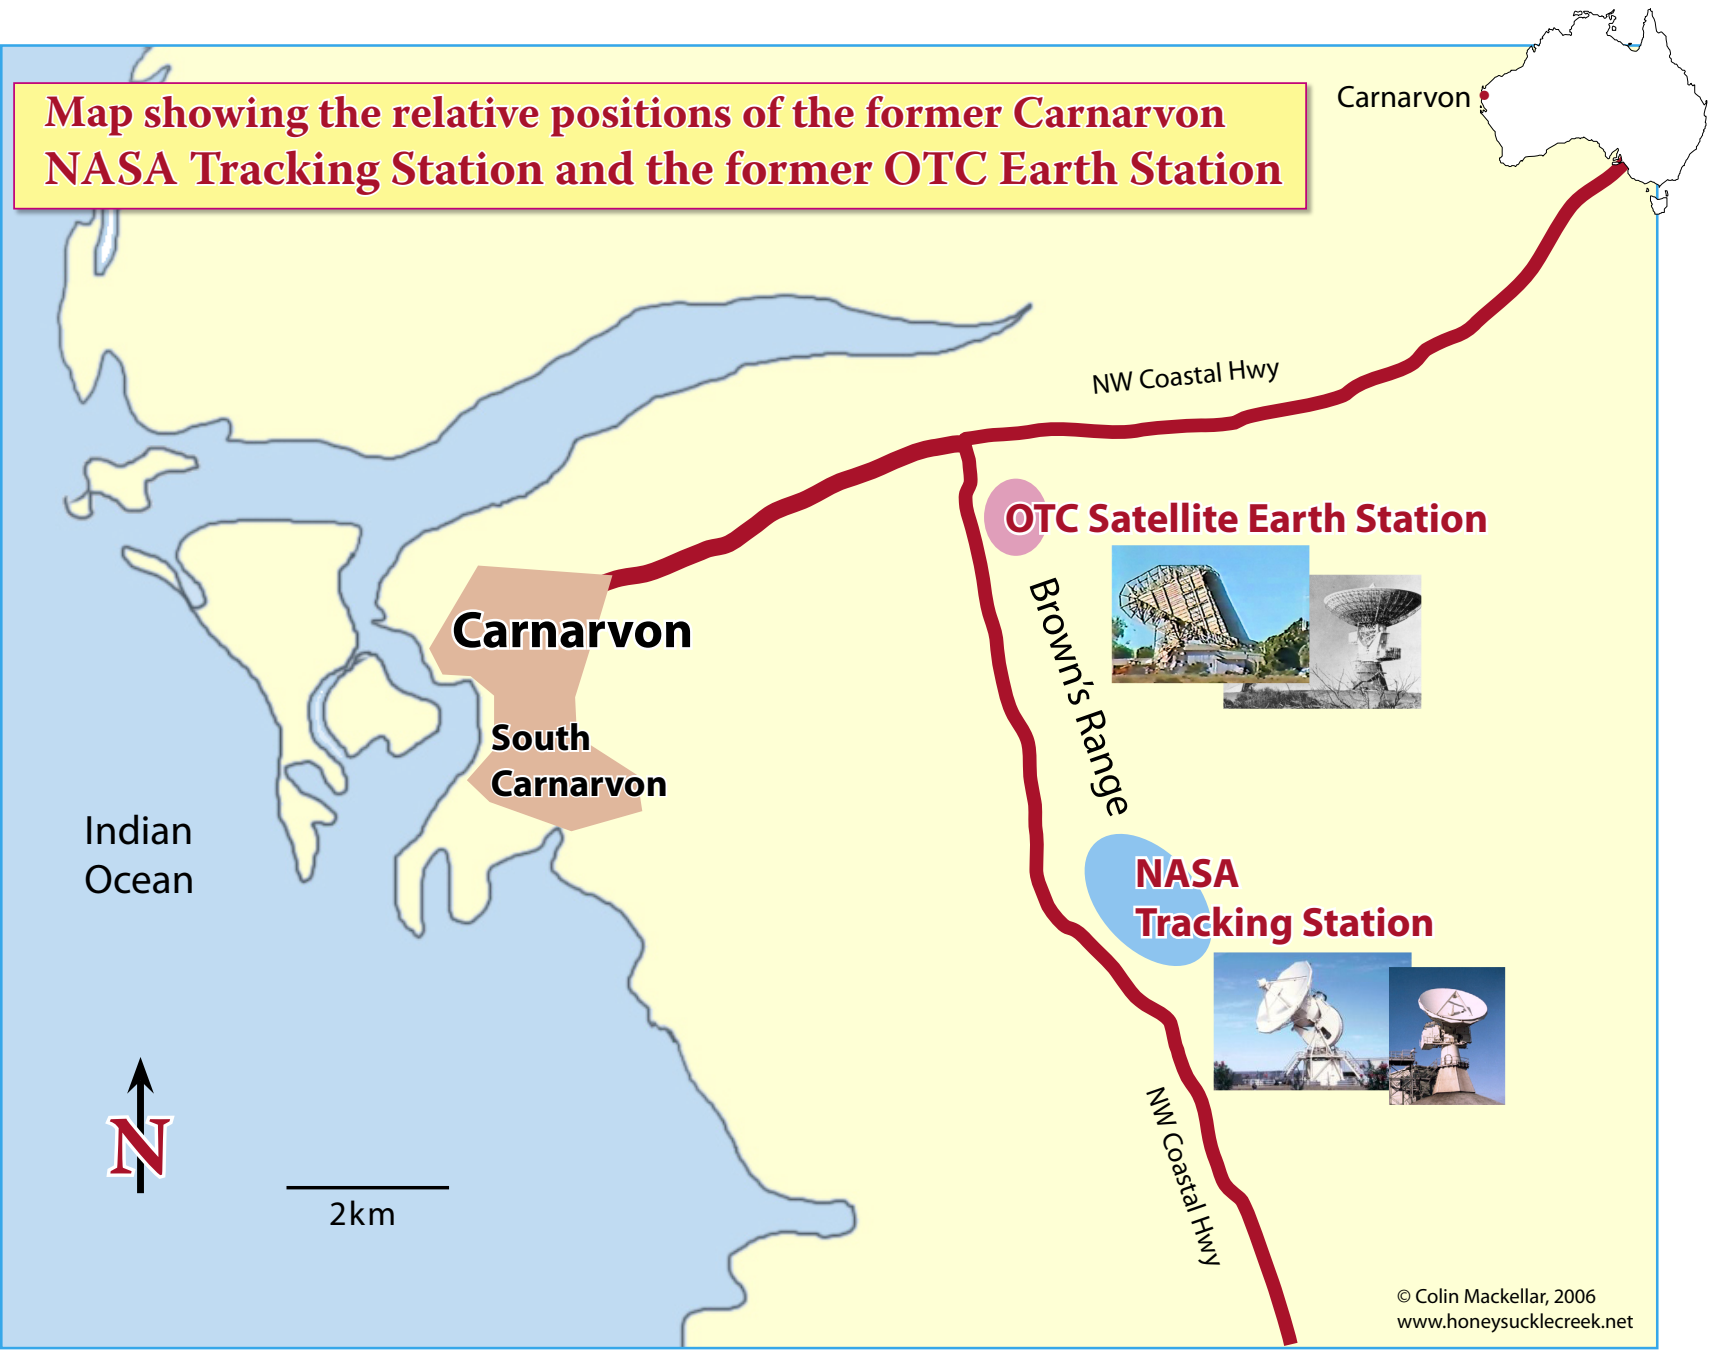 Map showing the relative positions of the former Carnarvon
NASA Tracking Station and the former OTC Earth Station
Carnarvon
NW Coastal Hwy
OTC Satellite Earth Station
Brown's Range
Carnarvon
South
Carnarvon
Indian
Ocean
NASA
Tracking Station
N
2km
NW Coastal Hwy
© Colin Mackellar, 2006
www.honeysucklecreek.net